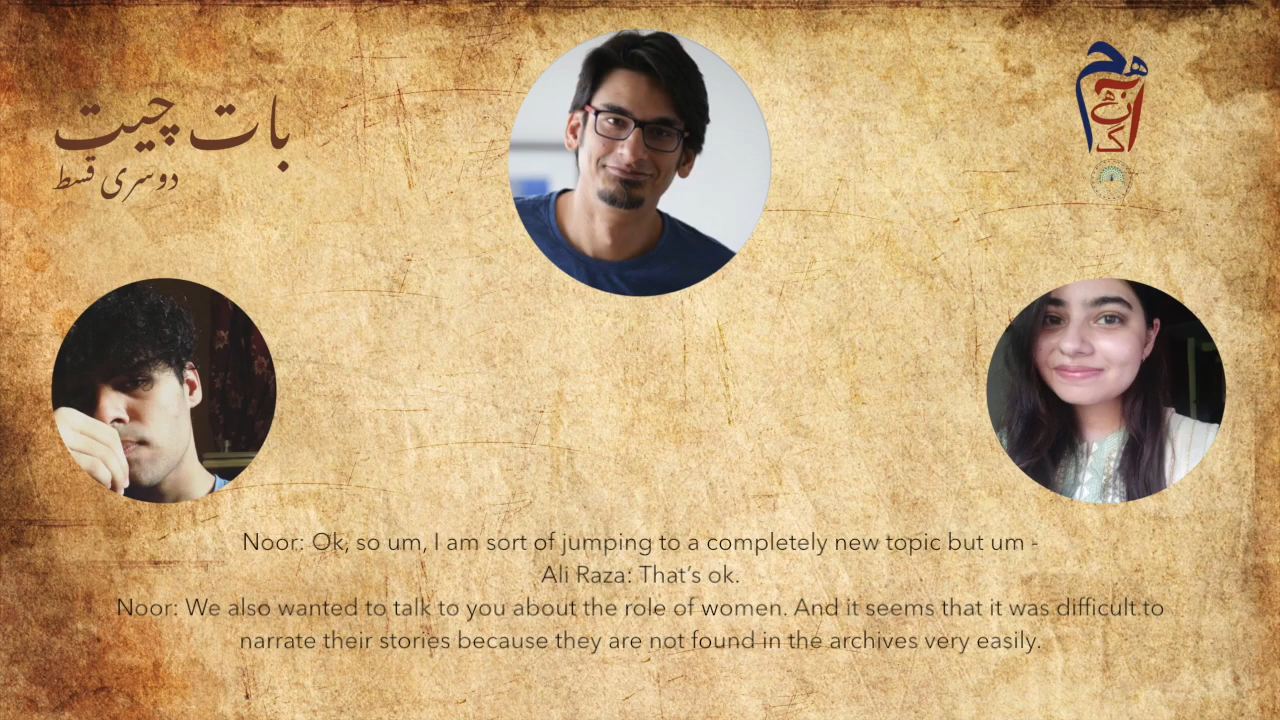 بات چیت
دوسری قسط
Noor: Ok, so um, I am sort of jumping to a completely new topic but um -
Ali Raza: That's ok.
Noor: We also wanted to talk to you about the role of women. And it seems that it was difficult to
narrate their stories because they are not found in the archives very easily.